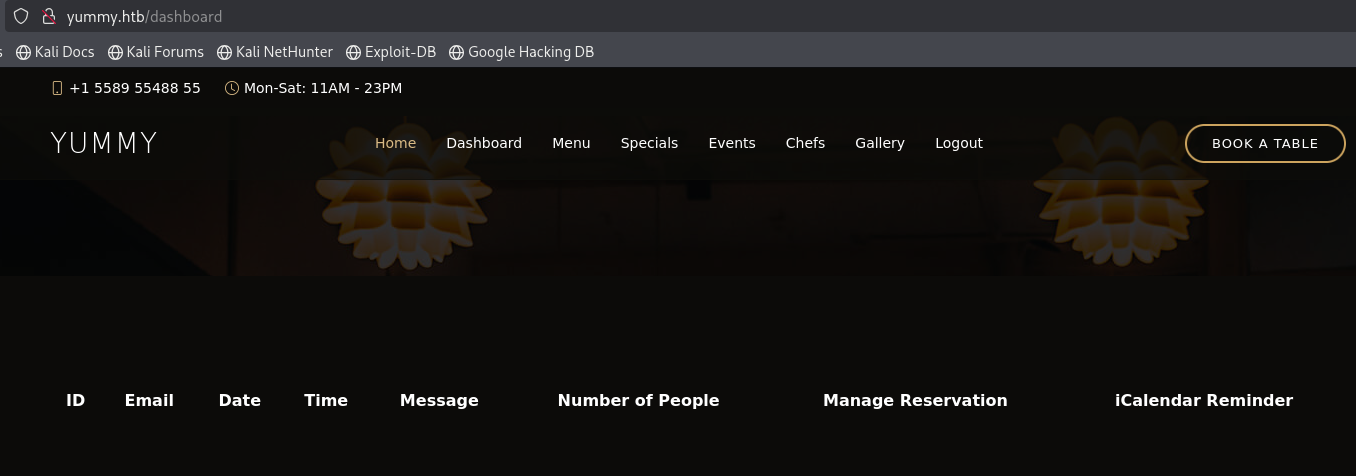 yummy.htb/dashboard
Kali Docs Kali Forums Kali NetHunter Exploit-DB Google Hacking DB
+1 5589 55488 55 Mon-Sat: 11AM - 23PM
YUMMY Home Dashboard Menu Specials Events Chefs Gallery Logout BOOK A TABLE
ID Email Date Time Message Number of People Manage Reservation iCalendar Reminder